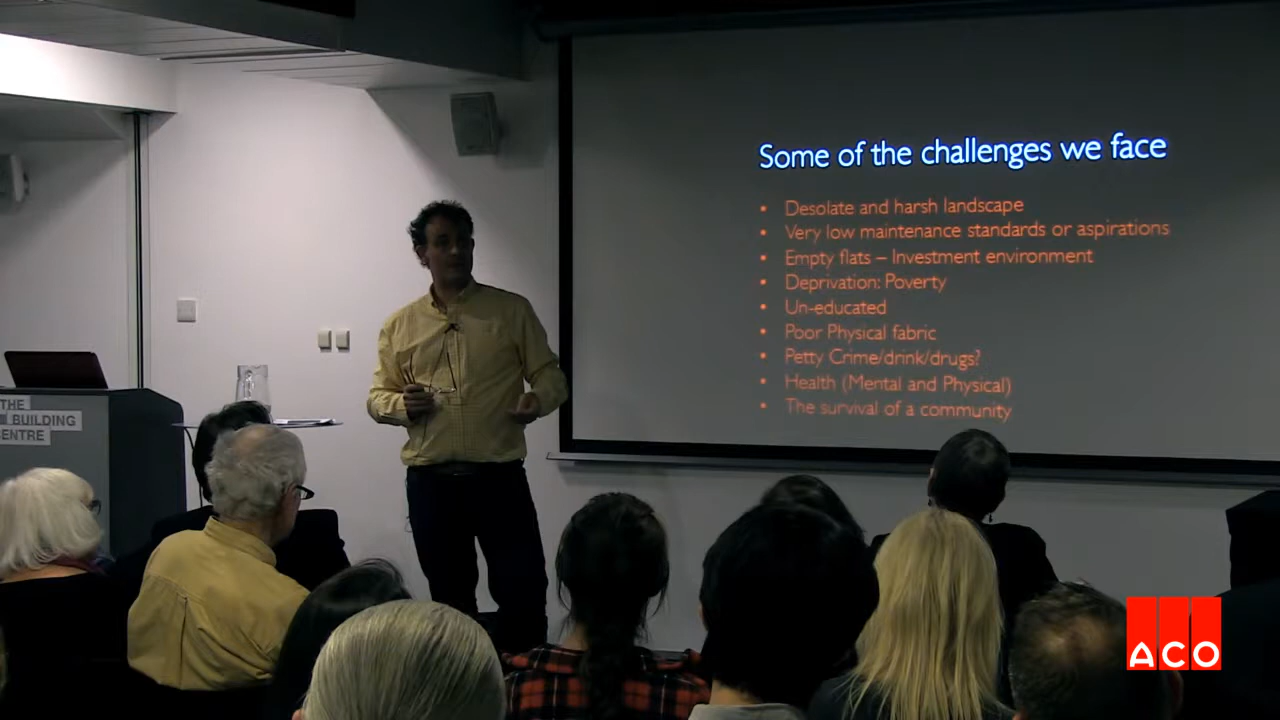 Some of the challenges we face
• Desolate and harsh landscape
• Very low maintenance standards or aspirations
• Empty flats – Investment environment
• Deprivation: Poverty
• Un-educated
• Poor Physical fabric
• Petty Crime/drink/drugs?
• Health (Mental and Physical)
• The survival of a community
THE
BUILDING
CENTRE
ACO